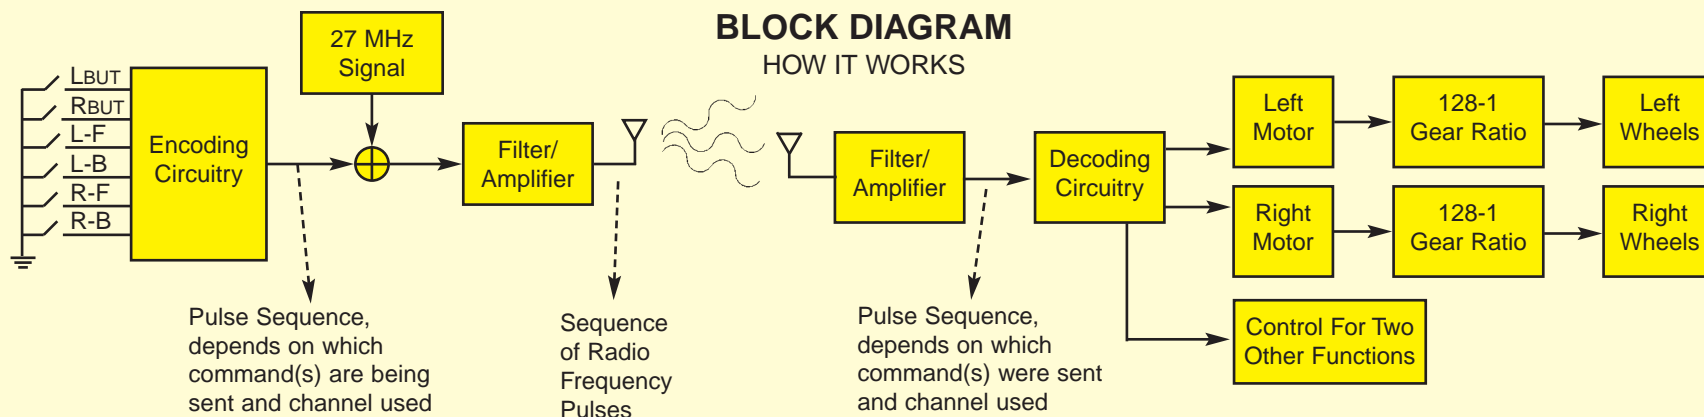 BLOCK DIAGRAM
HOW IT WORKS
27 MHz
Signal
LBUT
RBUT
L-F
L-B
R-F
R-B
Encoding
Circuitry
Filter/
Amplifier
Filter/
Amplifier
Decoding
Circuitry
Left
Motor
128-1
Gear Ratio
Left
Wheels
Right
Motor
128-1
Gear Ratio
Right
Wheels
Control For Two
Other Functions
Pulse Sequence,
depends on which
command(s) are being
sent and channel used
Sequence
of Radio
Frequency
Pulses
Pulse Sequence,
depends on which
command(s) were sent
and channel used